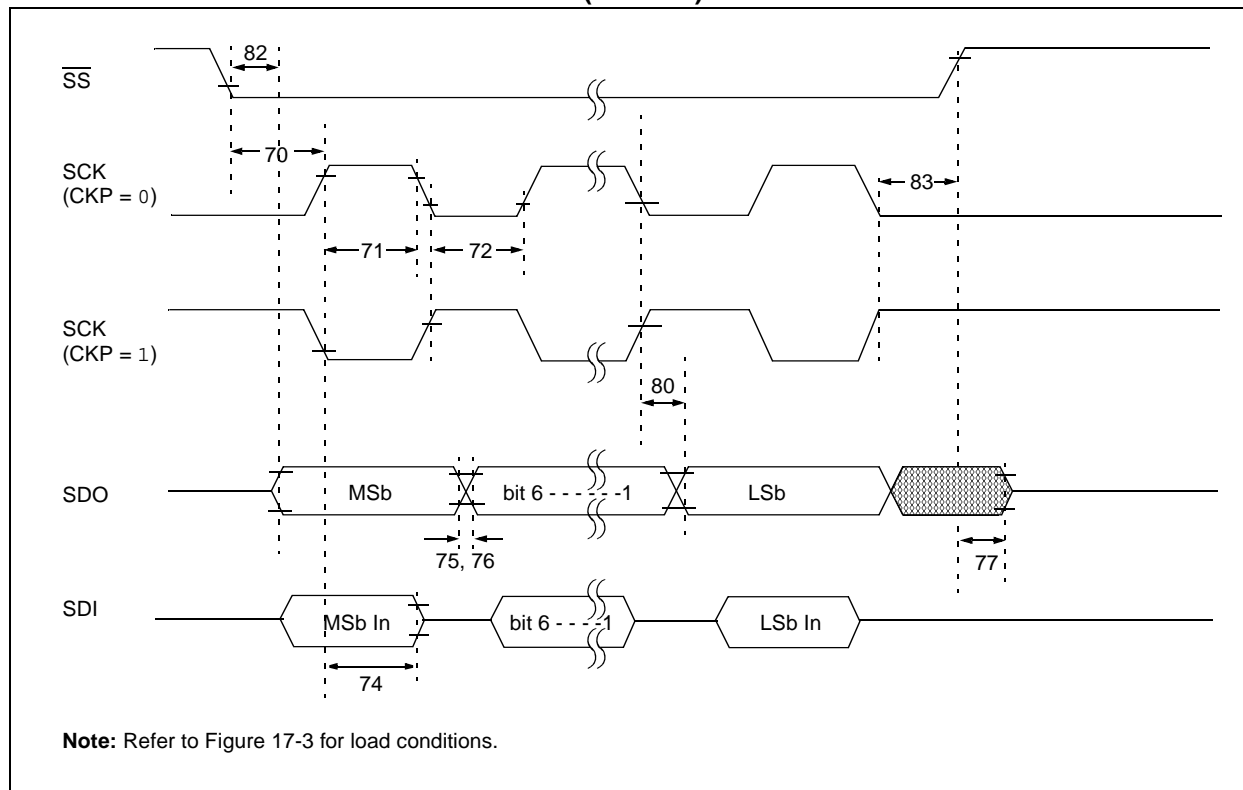 82
SS
70
SCK
(CKP = 0)
83
71
72
SCK
(CKP = 1)
80
SDO
MSb
bit 6 - - - - - -1
LSb
75, 76
77
SDI
MSb In
bit 6 - - - -1
LSb In
74
Note: Refer to Figure 17-3 for load conditions.